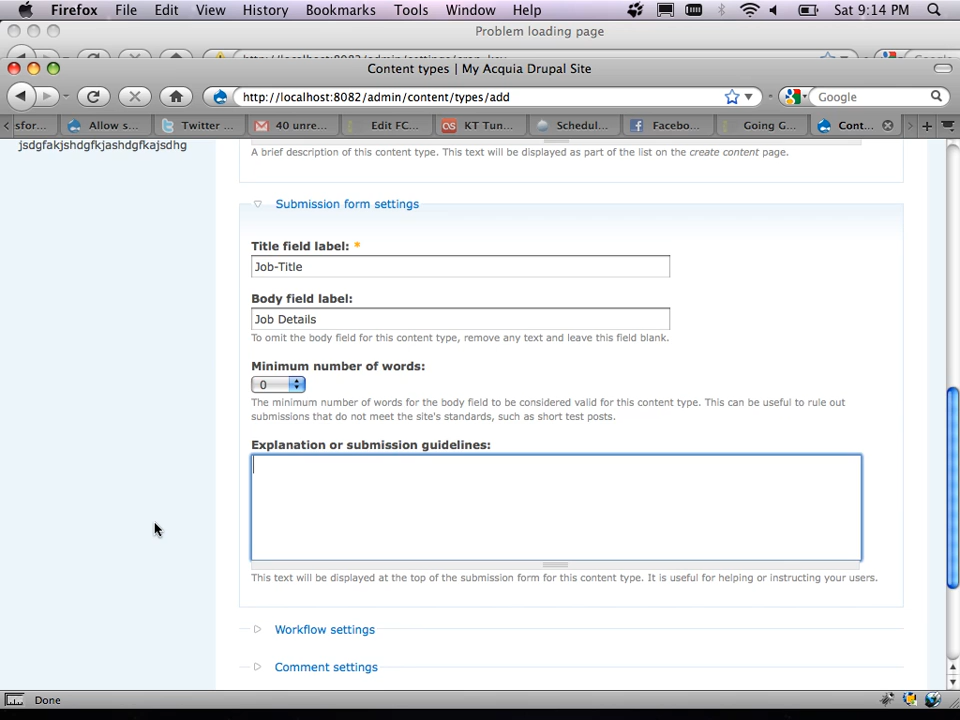 Firefox File Edit View History Bookmarks Tools Window Help Sat 9:14 PM
Problem loading page
Content types | My Acquia Drupal Site
http://localhost:8082/admin/content/types/add
Google
sfor... Allow s... Twitter ... 40 unre... Edit FC... KT Tun... Schedul... Facebo... Going G... Cont...
jsdgfakjshdgfkjashdgfkajsdhg
A brief description of this content type. This text will be displayed as part of the list on the create content page.
Submission form settings
Title field label: *
Job-Title
Body field label:
Job Details
To omit the body field for this content type, remove any text and leave this field blank.
Minimum number of words:
0
The minimum number of words for the body field to be considered valid for this content type. This can be useful to rule out
submissions that do not meet the site's standards, such as short test posts.
Explanation or submission guidelines:
This text will be displayed at the top of the submission form for this content type. It is useful for helping or instructing your users.
Workflow settings
Comment settings
Done